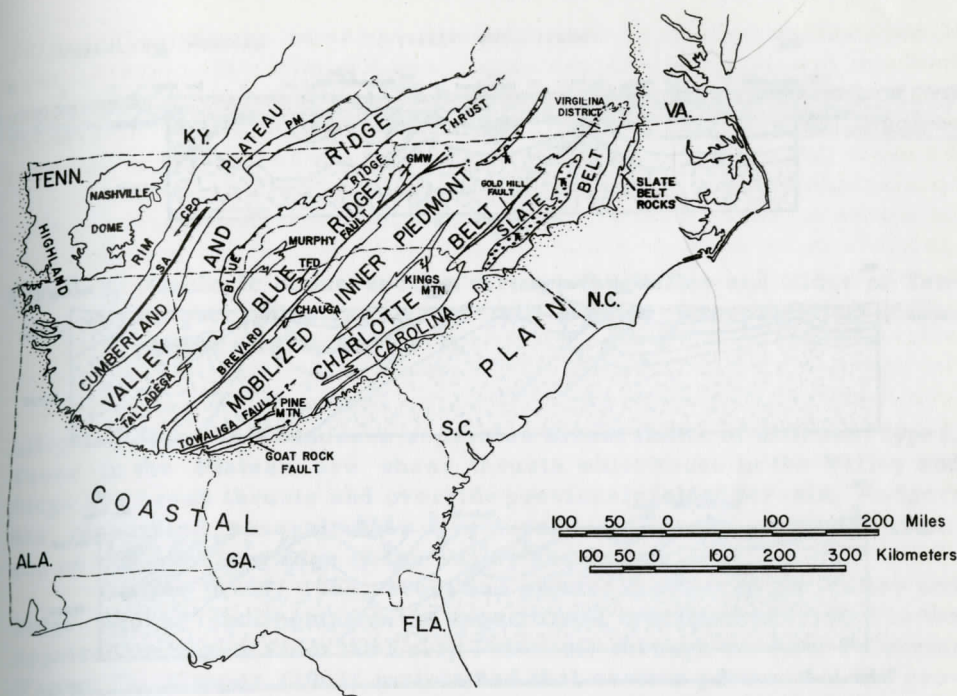 VIRGILINA
DISTRICT
VA.
KY.
PLATEAU
PM
RIDGE
THRUST
TENN.
NASHVILLE
DOME
HIGHLAND
RIM
CUMBERLAND
SA
CPO
VALLEY
AND
RIDGE
BLUE
RIDGE
BLUE
RIDGE
GMW
FAULT
MURPHY
TFD
CHAUGA
BREVARD
TALLADEGA
INNER
PIEDMONT
MOBILIZED
GOLD HILL
FAULT
KINGS
MTN.
CHARLOTTE
BELT
CAROLINA
SLATE
BELT
SLATE
BELT
ROCKS
TOWALIGA
FAULT
PINE
MTN.
GOAT ROCK
FAULT
N.C.
S.C.
COASTAL
PLAIN
ALA.
GA.
FLA.
100 50 0 100 200 Miles
100 50 0 100 200 300 Kilometers